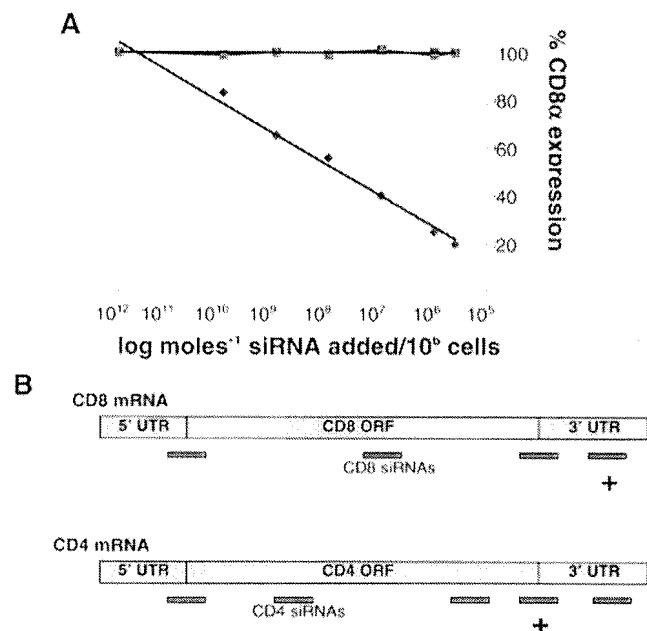 A
100
80
60
40
20
% CD8α expression
10¹² 10¹¹ 10¹⁰ 10⁹ 10⁸ 10⁷ 10⁶ 10⁵
log moles⁻¹ siRNA added/10⁶ cells
B
CD8 mRNA
5' UTR CD8 ORF 3' UTR
CD8 siRNAs
+
CD4 mRNA
5' UTR CD4 ORF 3' UTR
CD4 siRNAs
+